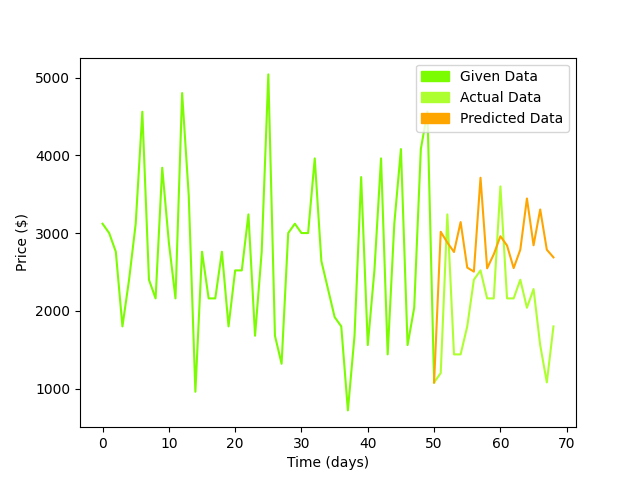 Given Data
Actual Data
Predicted Data
5000
4000
3000
2000
1000
Price ($)
0 10 20 30 40 50 60 70
Time (days)